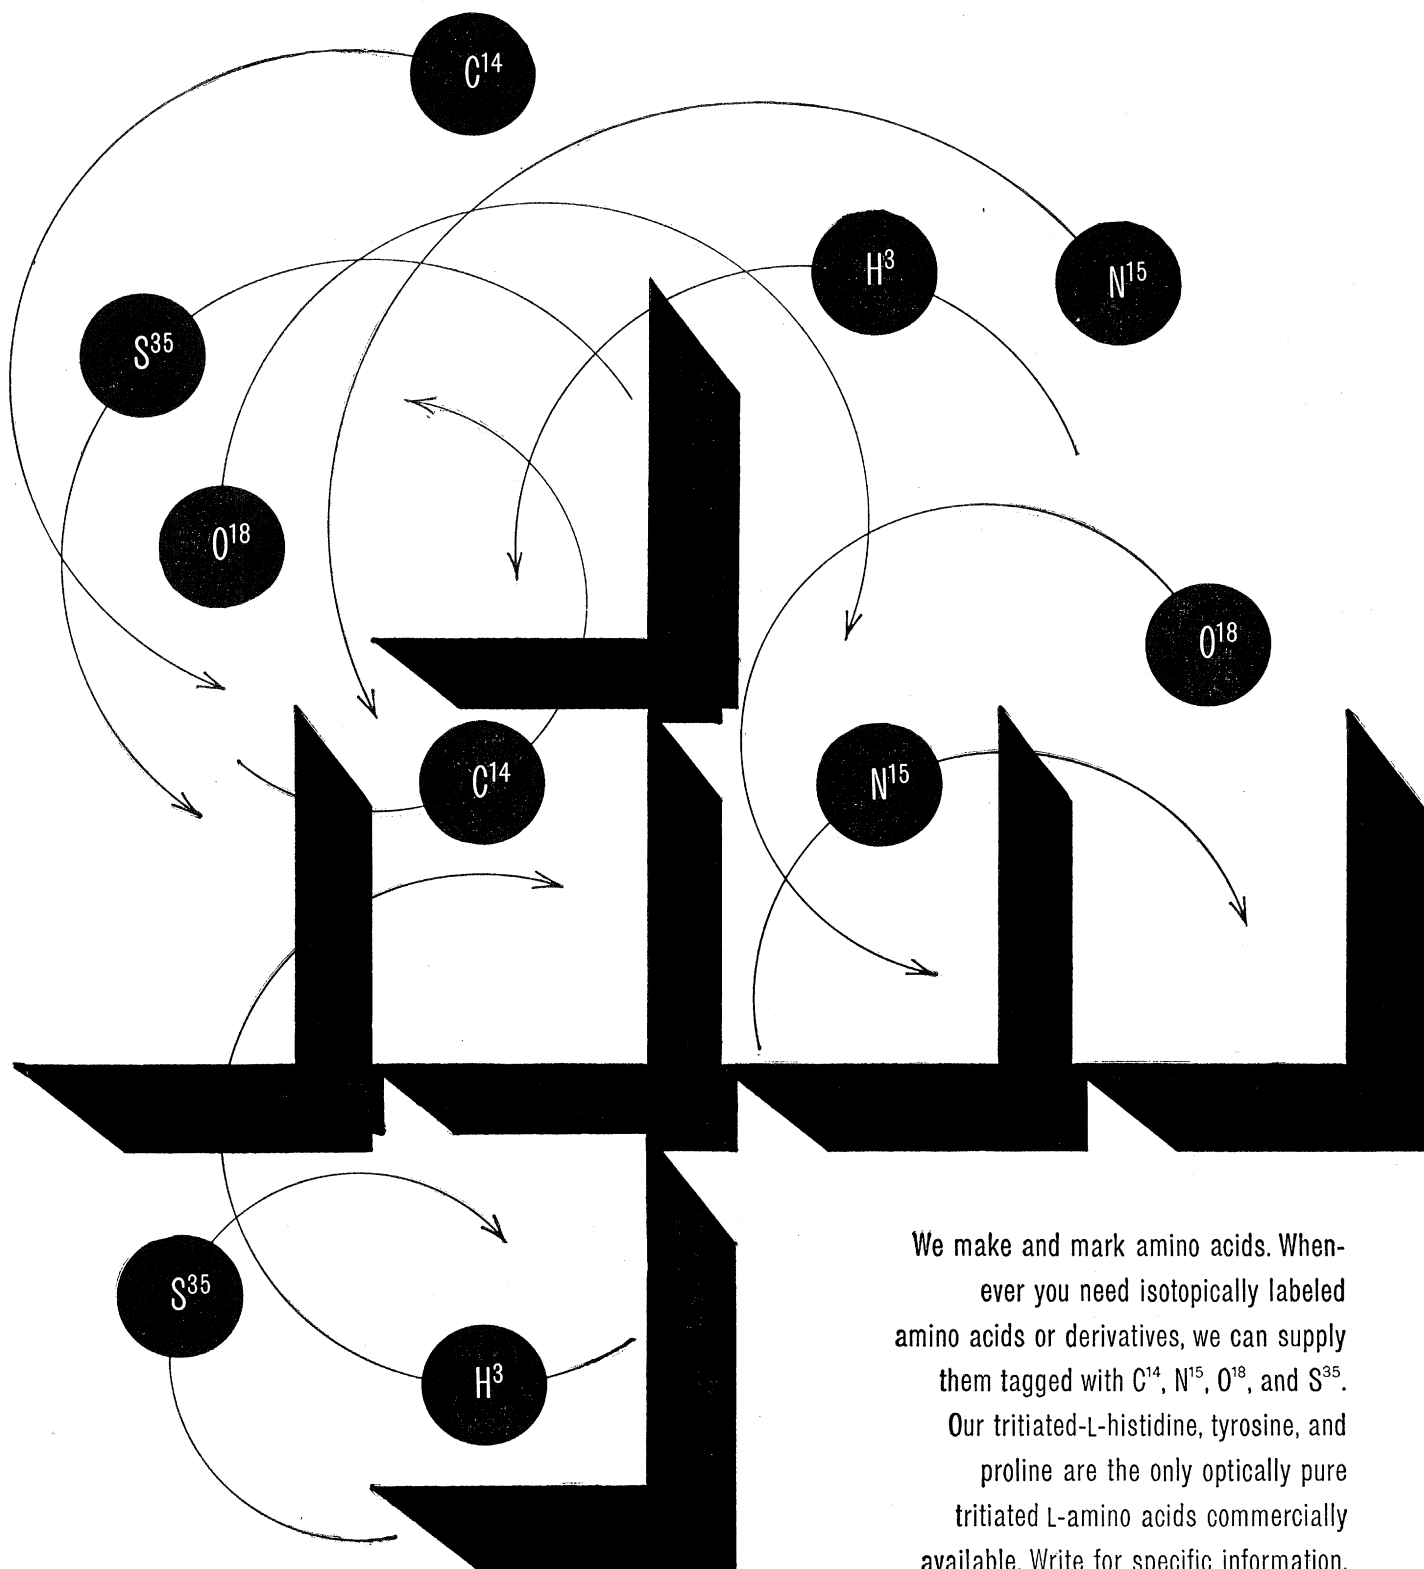 C¹⁴
H³
N¹⁵
S³⁵
O¹⁸
O¹⁸
C¹⁴
N¹⁵
S³⁵
H³
We make and mark amino acids. When-
ever you need isotopically labeled
amino acids or derivatives, we can supply
them tagged with C¹⁴, N¹⁵, O¹⁸, and S³⁵.
Our tritiated-L-histidine, tyrosine, and
proline are the only optically pure
tritiated L-amino acids commercially
available. Write for specific information.